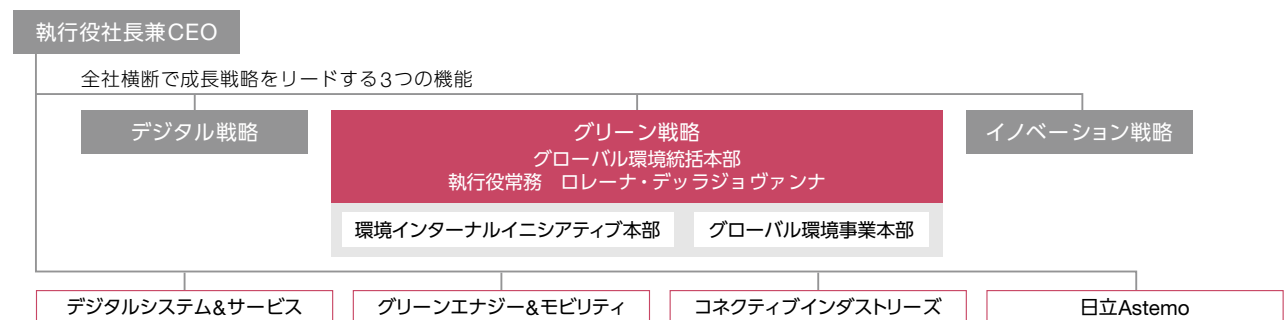 執行役社長兼CEO
全社横断で成長戦略をリードする3つの機能
デジタル戦略
グリーン戦略
グローバル環境統括本部
執行役常務　ロレーナ・デッラジョヴァンナ
イノベーション戦略
環境インターナルイニシアティブ本部
グローバル環境事業本部
デジタルシステム&サービス
グリーンエナジー&モビリティ
コネクティブインダストリーズ
日立Astemo